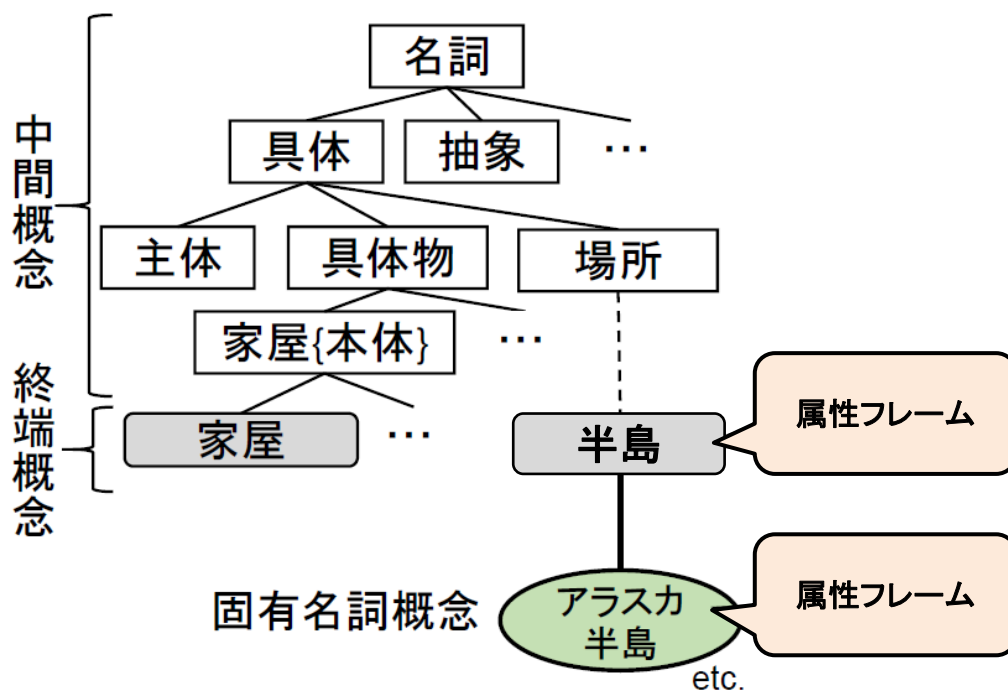 名詞
具体
抽象
…
中間概念
主体
具体物
場所
家屋{本体}
…
終端概念
家屋
…
半島
属性フレーム
固有名詞概念
アラスカ
半島
属性フレーム
etc.